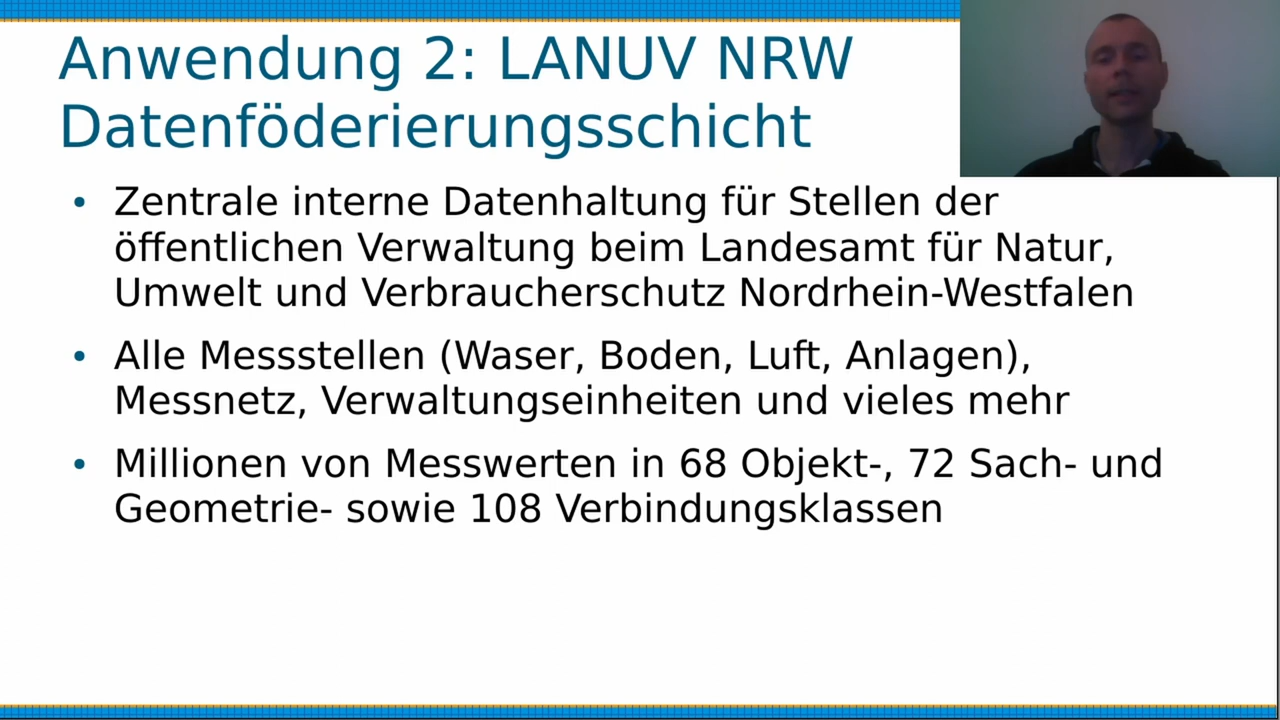 Anwendung 2: LANUV NRW
Datenföderierungsschicht
• Zentrale interne Datenhaltung für Stellen der
öffentlichen Verwaltung beim Landesamt für Natur,
Umwelt und Verbraucherschutz Nordrhein-Westfalen
• Alle Messstellen (Waser, Boden, Luft, Anlagen),
Messnetz, Verwaltungseinheiten und vieles mehr
• Millionen von Messwerten in 68 Objekt-, 72 Sach- und
Geometrie- sowie 108 Verbindungsklassen